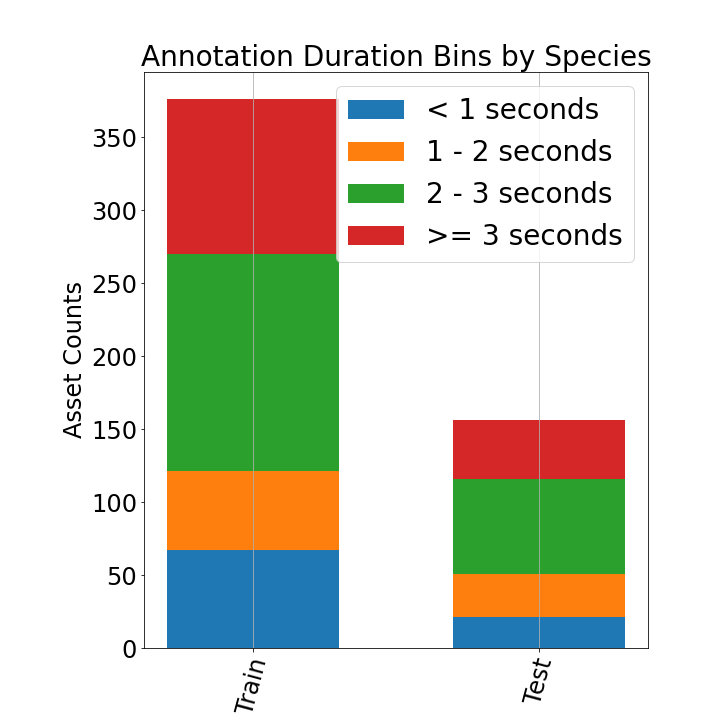 Annotation Duration Bins by Species
< 1 seconds
1 - 2 seconds
2 - 3 seconds
>= 3 seconds
Asset Counts
350
300
250
200
150
100
50
0
Train
Test